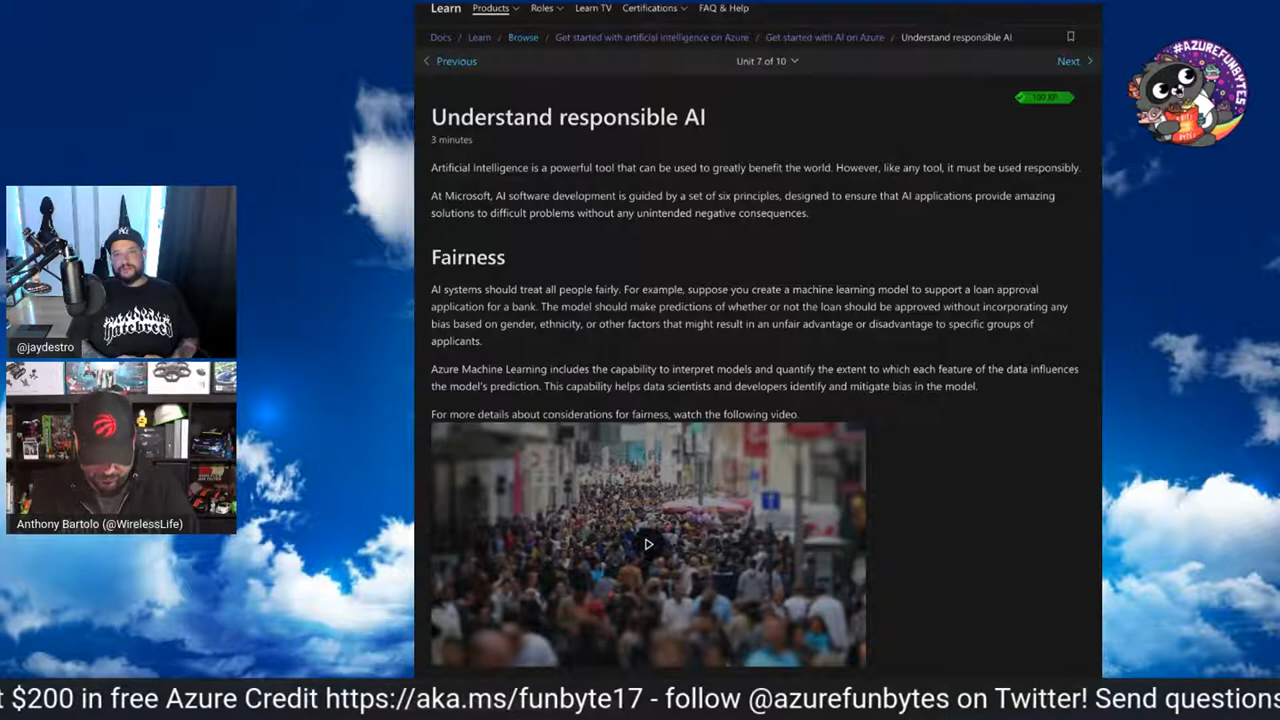 Learn Products Roles Learn TV Certifications FAQ & Help
Docs / Learn / Browse / Get started with artificial intelligence on Azure / Get started with AI on Azure / Understand responsible AI
Previous Unit 7 of 10 Next
100 XP
#AZUREFUNBYTES
Understand responsible AI
3 minutes
Artificial Intelligence is a powerful tool that can be used to greatly benefit the world. However, like any tool, it must be used responsibly.
At Microsoft, AI software development is guided by a set of six principles, designed to ensure that AI applications provide amazing
solutions to difficult problems without any unintended negative consequences.
Fairness
AI systems should treat all people fairly. For example, suppose you create a machine learning model to support a loan approval
application for a bank. The model should make predictions of whether or not the loan should be approved without incorporating any
bias based on gender, ethnicity, or other factors that might result in an unfair advantage or disadvantage to specific groups of
applicants.
Azure Machine Learning includes the capability to interpret models and quantify the extent to which each feature of the data influences
the model's prediction. This capability helps data scientists and developers identify and mitigate bias in the model.
For more details about considerations for fairness, watch the following video.
hatebreed
@jaydestro
Anthony Bartolo (@WirelessLife)
t $200 in free Azure Credit https://aka.ms/funbyte17 - follow @azurefunbytes on Twitter! Send questions